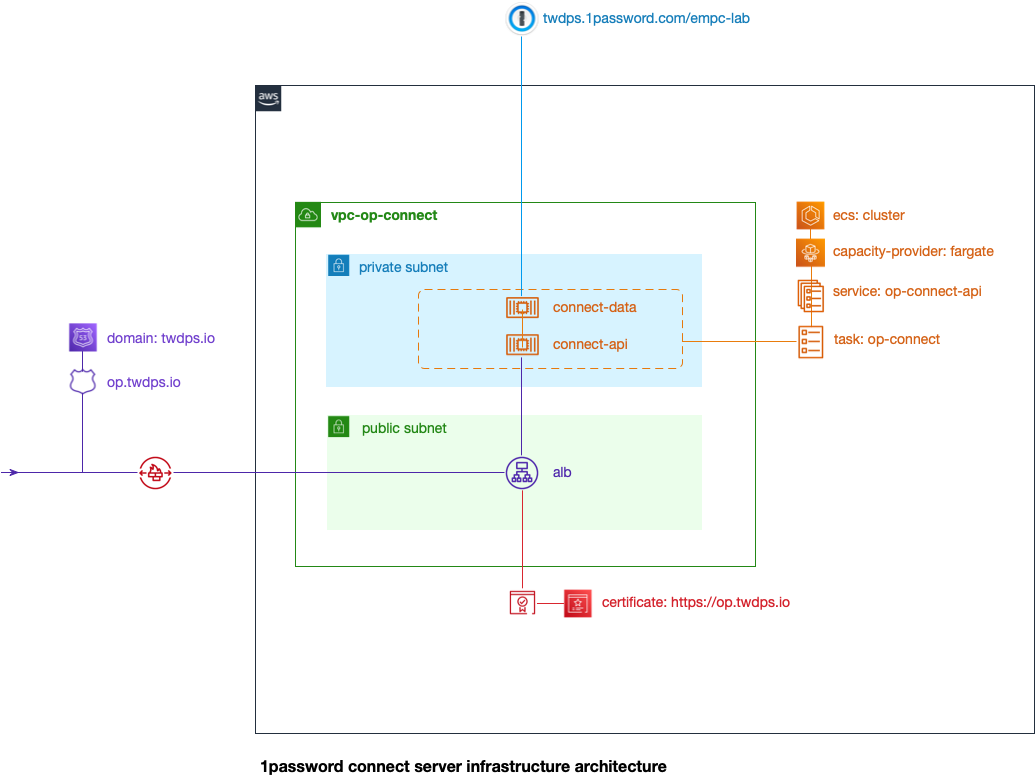 twdps.1password.com/empc-lab
aws
vpc-op-connect
ecs: cluster
capacity-provider: fargate
private subnet
service: op-connect-api
connect-data
domain: twdps.io
53
task: op-connect
connect-api
op.twdps.io
public subnet
alb
certificate: https://op.twdps.io
1password connect server infrastructure architecture